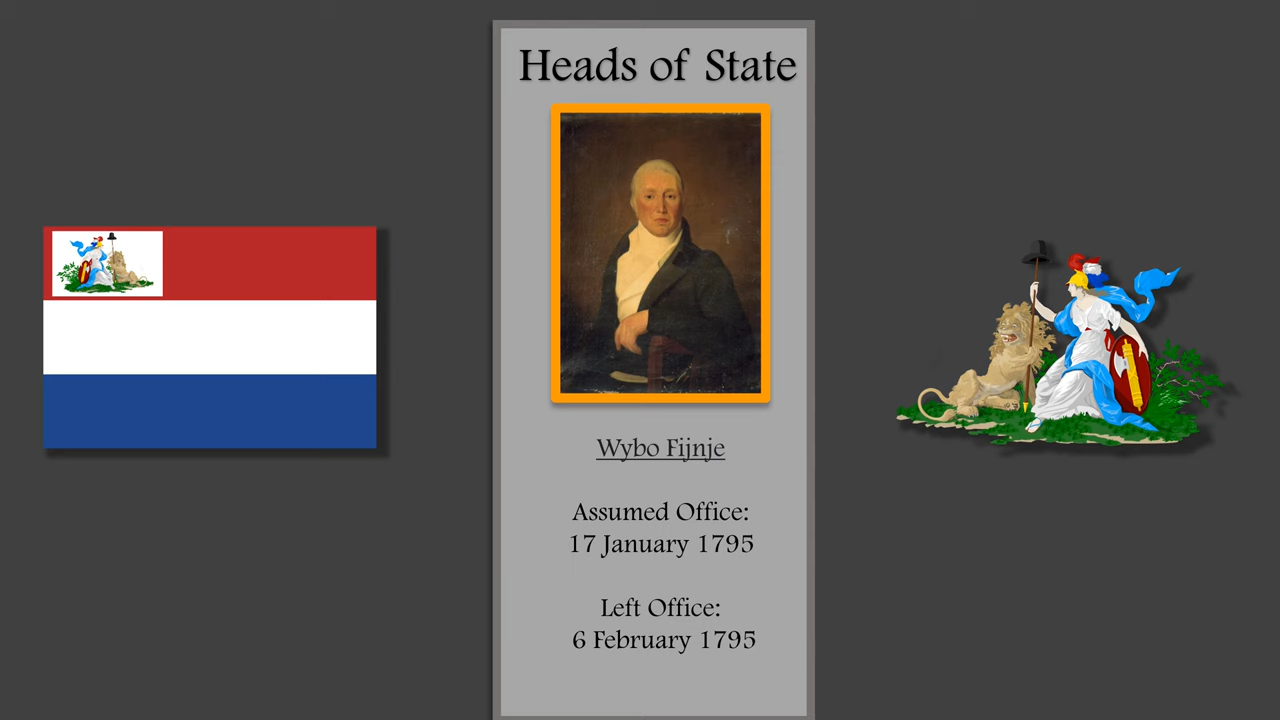 Heads of State
Wybo Fijnje
Assumed Office:
17 January 1795
Left Office:
6 February 1795